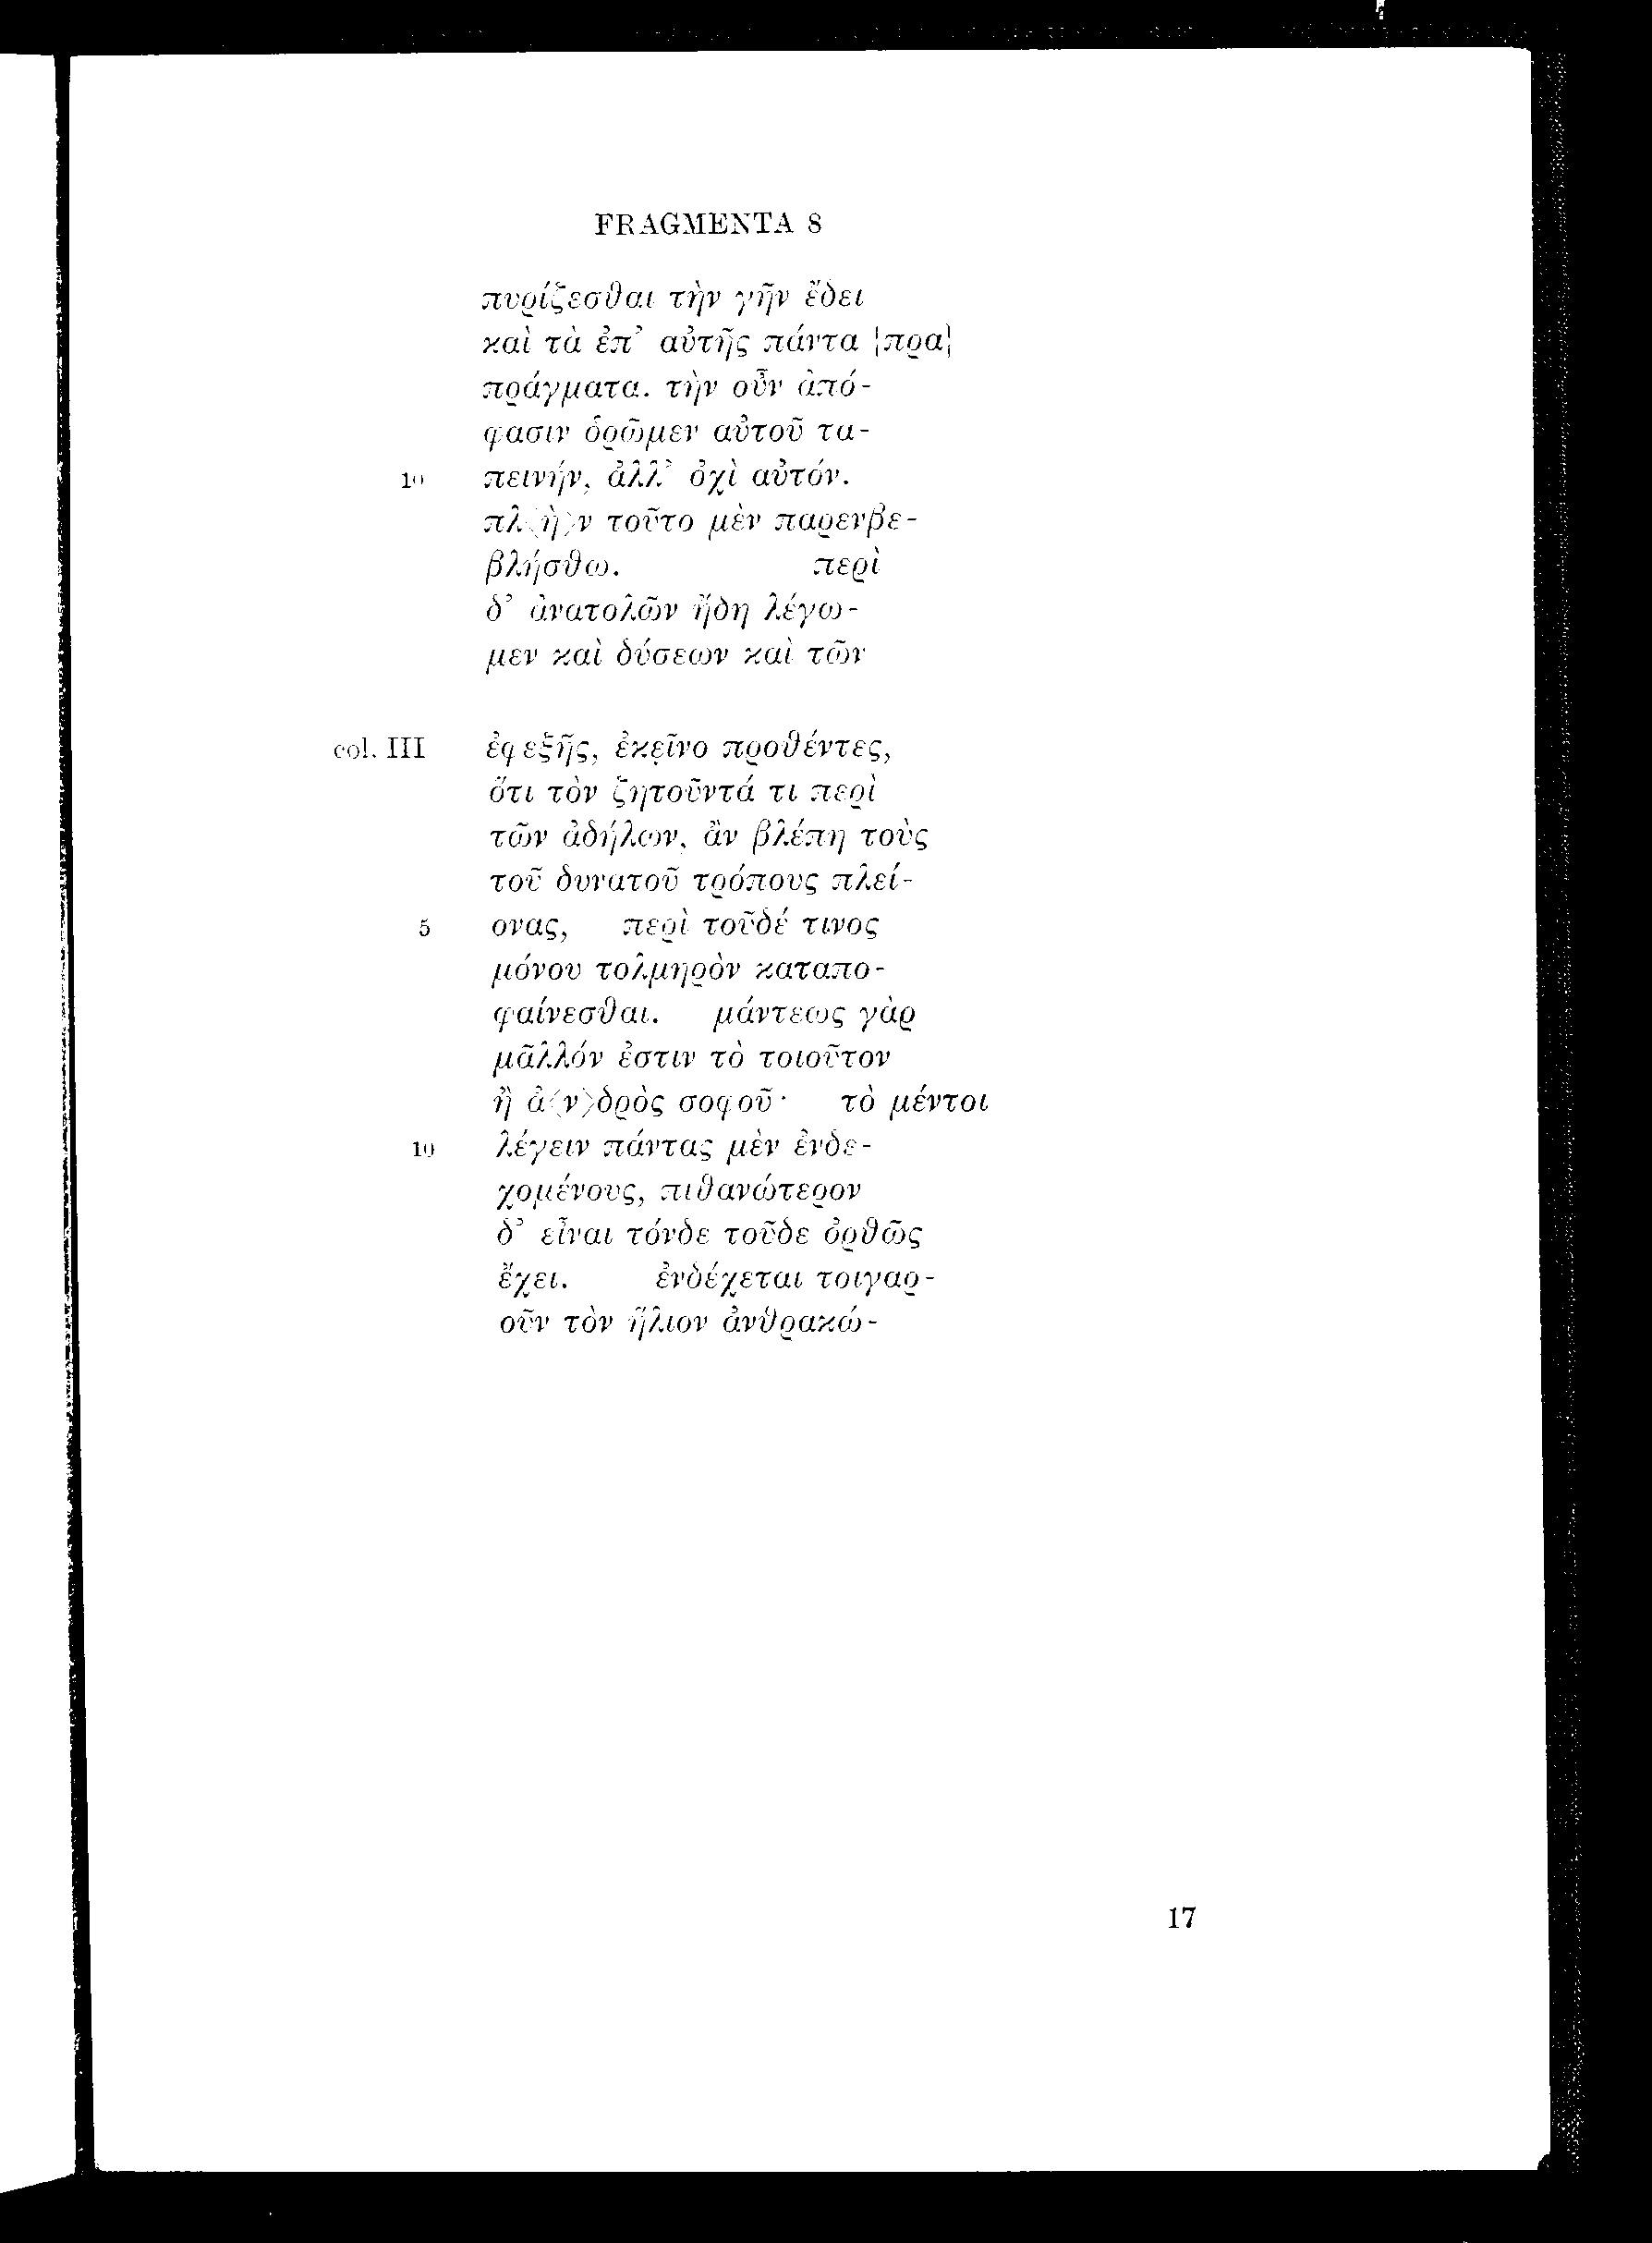 FRAGMENTA 8
πυρίζεσθαι τὴν γῆν ἔδει
καὶ τὰ ἐπ’ αὐτῆς πάντα {πρα}
πράγματα. τὴν οὖν ἀπό-
φασιν ὁρῶμεν αὐτοῦ τα-
10 πεινήν, ἀλλ’ ὀχὶ αὐτόν.
πλ〈ὴ〉ν τοῦτο μὲν παρενβε-
βλήσθω. περὶ
δ’ ἀνατολῶν ἤδη λέγω-
μεν καὶ δύσεων καὶ τῶν
col. III ἐφεξῆς, ἐκεῖνο προθέντες,
ὅτι τὸν ζητοῦντά τι περὶ
τῶν ἀδήλων, ἂν βλέπη τοὺς
τοῦ δυνατοῦ τρόπους πλεί-
5 ονας, περὶ τοῦδέ τινος
μόνου τολμηρὸν καταπο-
φαίνεσθαι. μάντεως γὰρ
μᾶλλόν ἐστιν τὸ τοιοῦτον
ἢ ἀ〈ν〉δρὸς σοφοῦ· τὸ μέντοι
10 λέγειν πάντας μὲν ἐνδε-
χομένους, πιθανώτερον
δ’ εἶναι τόνδε τοῦδε ὀρθῶς
ἔχει. ἐνδέχεται τοιγαρ-
οῦν τὸν ἥλιον ἀνθρακώ-
17